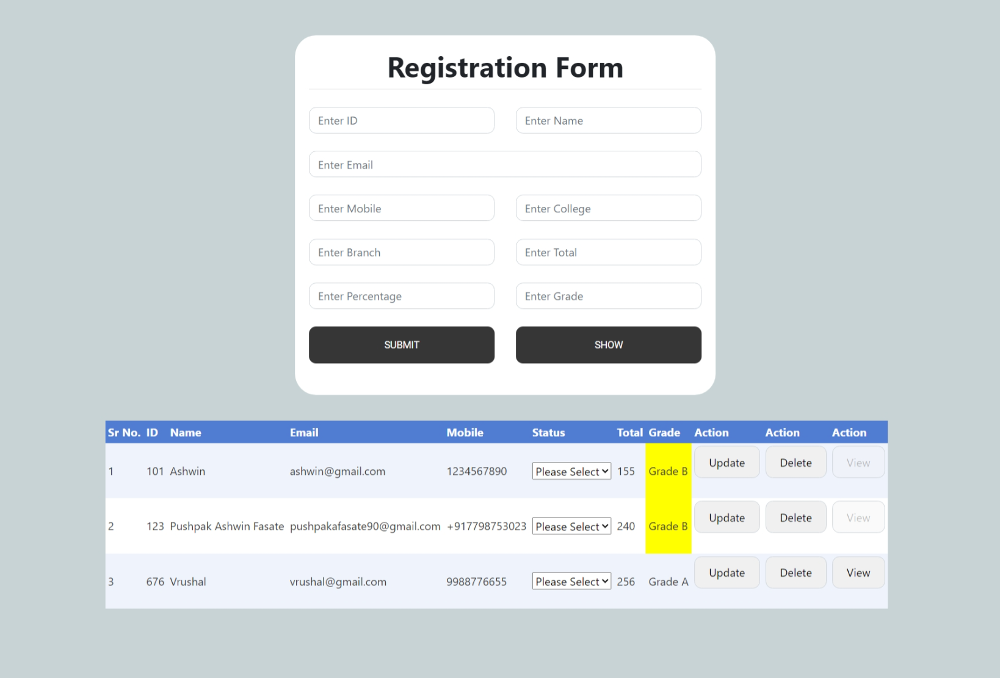 Registration Form
Enter ID Enter Name
Enter Email
Enter Mobile Enter College
Enter Branch Enter Total
Enter Percentage Enter Grade
SUBMIT SHOW
Sr No. ID Name Email Mobile Status Total Grade Action Action Action
1 101 Ashwin ashwin@gmail.com 1234567890 Please Select 155 Grade B Update Delete View
2 123 Pushpak Ashwin Fasate pushpakafasate90@gmail.com +917798753023 Please Select 240 Grade B Update Delete View
3 676 Vrushal vrushal@gmail.com 9988776655 Please Select 256 Grade A Update Delete View